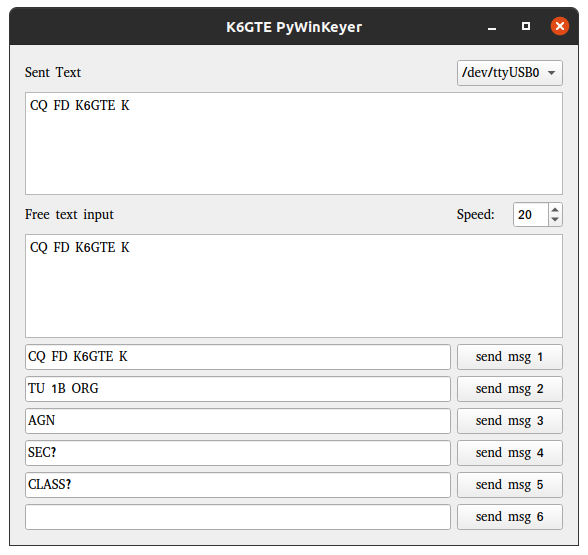 K6GTE PyWinKeyer
Sent Text /dev/ttyUSB0
CQ FD K6GTE K
Free text input Speed: 20
CQ FD K6GTE K
CQ FD K6GTE K send msg 1
TU 1B ORG send msg 2
AGN send msg 3
SEC? send msg 4
CLASS? send msg 5
send msg 6